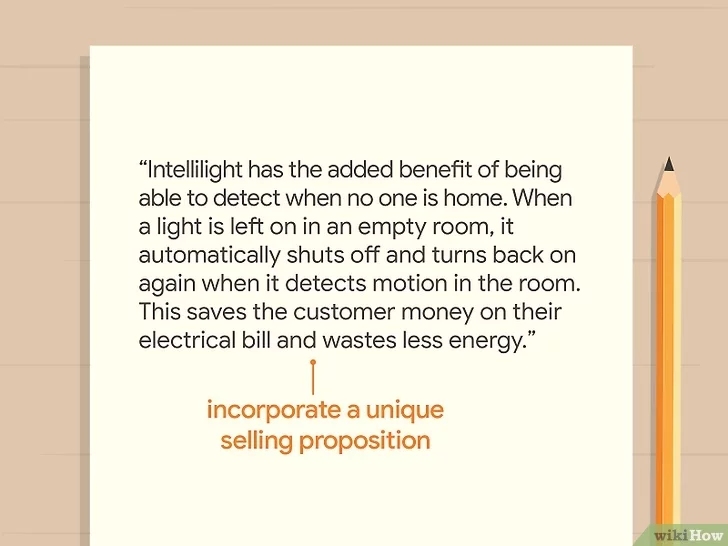 “Intellilight has the added benefit of being
able to detect when no one is home. When
a light is left on in an empty room, it
automatically shuts off and turns back on
again when it detects motion in the room.
This saves the customer money on their
electrical bill and wastes less energy.”
incorporate a unique
selling proposition
wikiHow